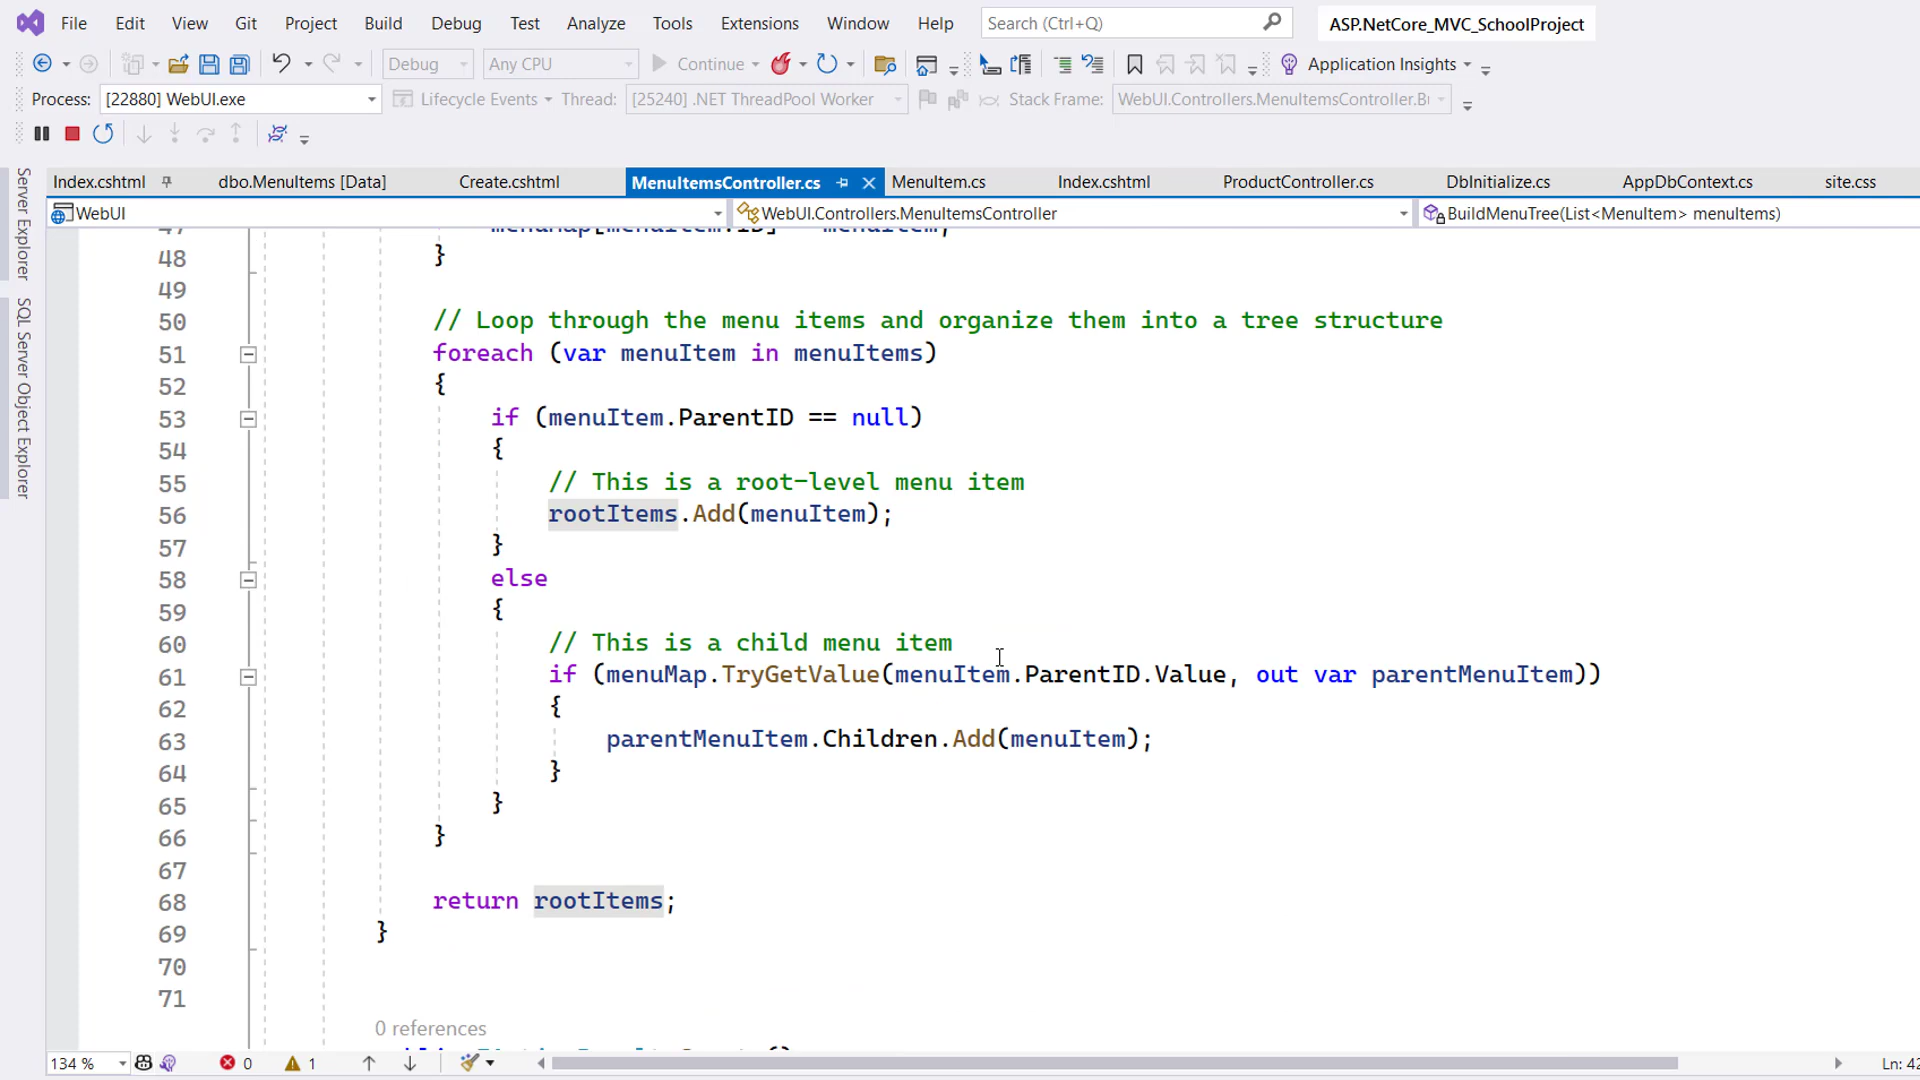 File Edit View Git Project Build Debug Test Analyze Tools Extensions Window Help Search (Ctrl+Q) ASP.NetCore_MVC_SchoolProject
Debug Any CPU Continue Application Insights
Process: [22880] WebUI.exe Lifecycle Events Thread: [25240] .NET ThreadPool Worker Stack Frame: WebUI.Controllers.MenuItemsController.B
Server Explorer
SQL Server Object Explorer
Index.cshtml dbo.MenuItems [Data] Create.cshtml MenuItemsController.cs MenuItem.cs Index.cshtml ProductController.cs DbInitialize.cs AppDbContext.cs site.css
WebUI WebUI.Controllers.MenuItemsController BuildMenuTree(List<MenuItem> menuItems)
47 menuMap[menuItem.ID] = menuItem;
48 }
49
50 // Loop through the menu items and organize them into a tree structure
51 foreach (var menuItem in menuItems)
52 {
53 if (menuItem.ParentID == null)
54 {
55 // This is a root-level menu item
56 rootItems.Add(menuItem);
57 }
58 else
59 {
60 // This is a child menu item
61 if (menuMap.TryGetValue(menuItem.ParentID.Value, out var parentMenuItem))
62 {
63 parentMenuItem.Children.Add(menuItem);
64 }
65 }
66 }
67
68 return rootItems;
69 }
70
71
0 references
134 % 0 1 Ln: 42